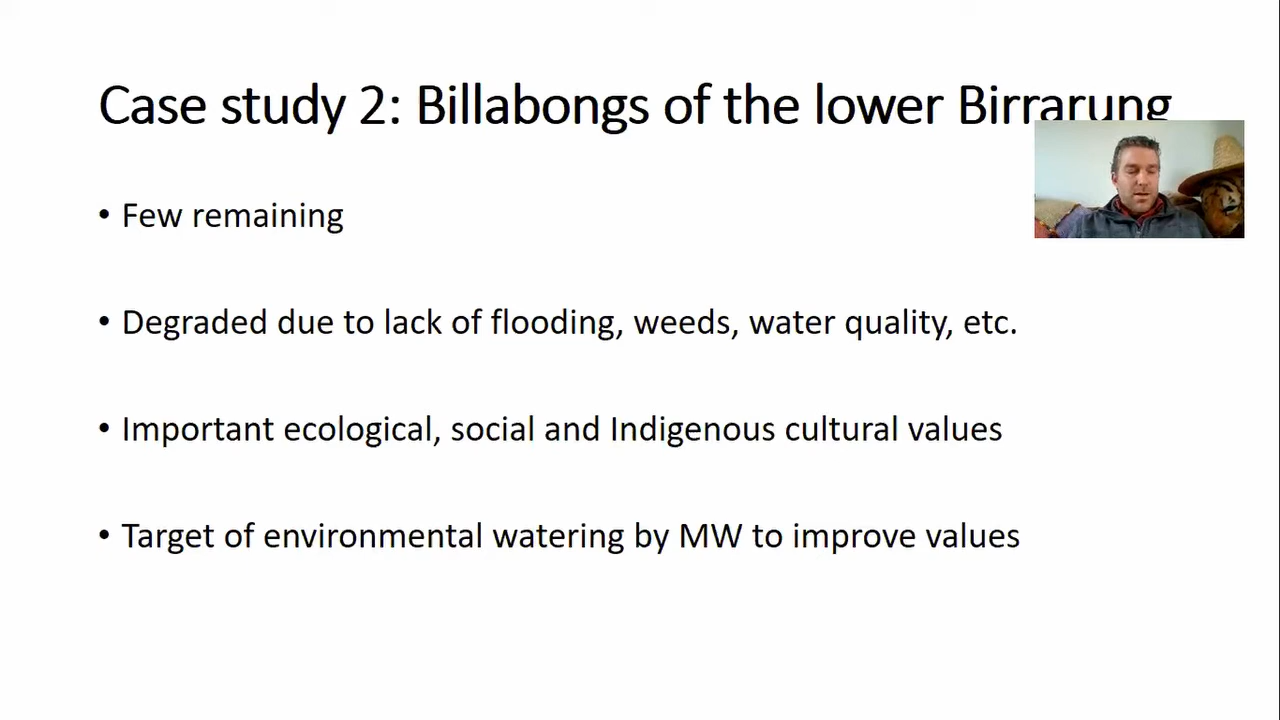 Case study 2: Billabongs of the lower Birrarung
• Few remaining
• Degraded due to lack of flooding, weeds, water quality, etc.
• Important ecological, social and Indigenous cultural values
• Target of environmental watering by MW to improve values